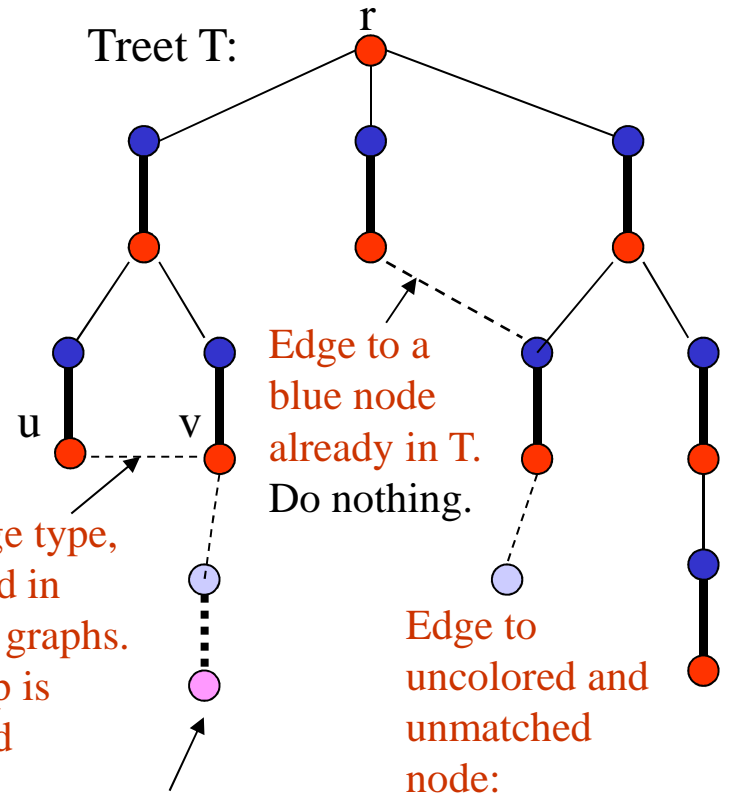 r
Treet T:
Edge to a
blue node
already in T.
Do nothing.
u
v
ge type,
d in
graphs.
p is
d
Edge to
uncolored and
unmatched
node: